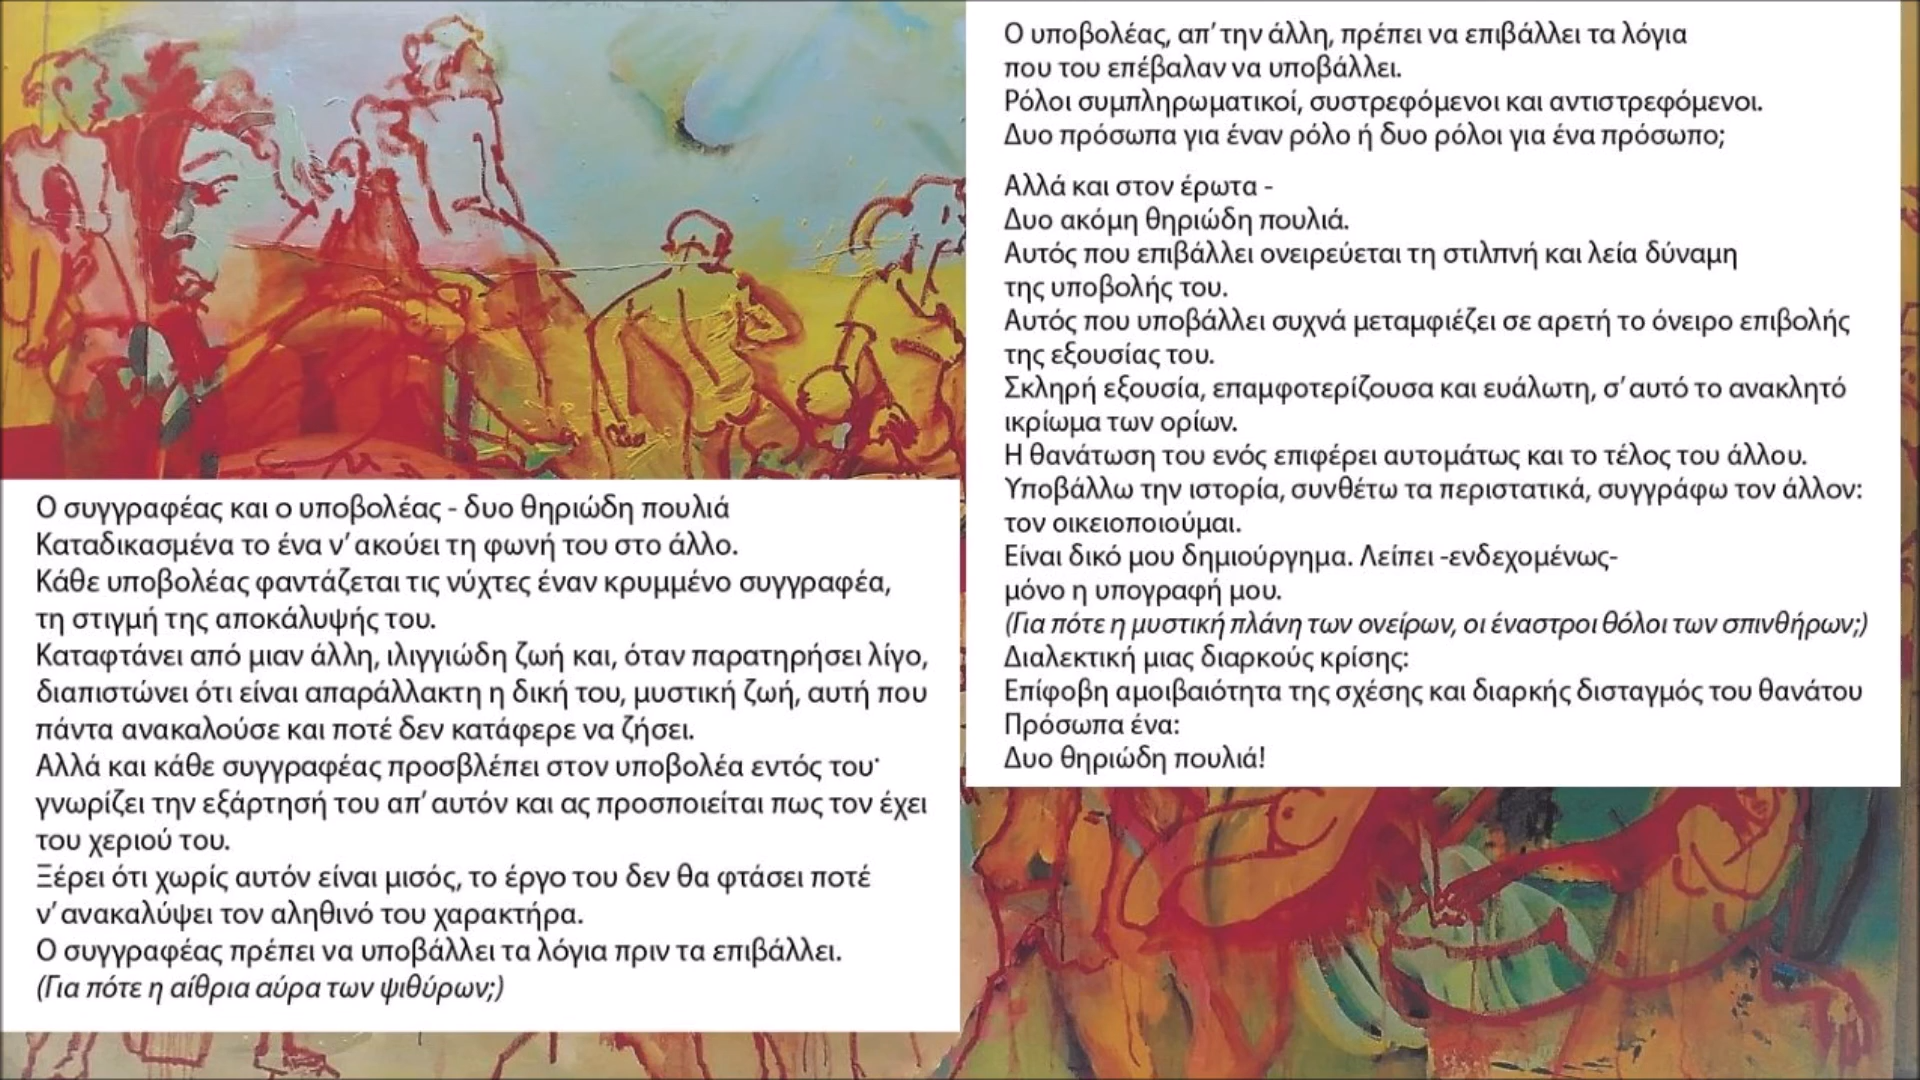 Ο συγγραφέας και ο υποβολέας - δυο θηριώδη πουλιά
Καταδικασμένα το ένα ν’ ακούει τη φωνή του στο άλλο.
Κάθε υποβολέας φαντάζεται τις νύχτες έναν κρυμμένο συγγραφέα,
τη στιγμή της αποκάλυψής του.
Καταφτάνει από μιαν άλλη, ιλιγγιώδη ζωή και, όταν παρατηρήσει λίγο,
διαπιστώνει ότι είναι απαράλλακτη η δική του, μυστική ζωή, αυτή που
πάντα ανακαλούσε και ποτέ δεν κατάφερε να ζήσει.
Αλλά και κάθε συγγραφέας προσβλέπει στον υποβολέα εντός του·
γνωρίζει την εξάρτησή του απ’ αυτόν και ας προσποιείται πως τον έχει
του χεριού του.
Ξέρει ότι χωρίς αυτόν είναι μισός, το έργο του δεν θα φτάσει ποτέ
ν’ ανακαλύψει τον αληθινό του χαρακτήρα.
Ο συγγραφέας πρέπει να υποβάλλει τα λόγια πριν τα επιβάλλει.
(Για πότε η αίθρια αύρα των ψιθύρων;)
Ο υποβολέας, απ’ την άλλη, πρέπει να επιβάλλει τα λόγια
που του επέβαλαν να υποβάλλει.
Ρόλοι συμπληρωματικοί, συστρεφόμενοι και αντιστρεφόμενοι.
Δυο πρόσωπα για έναν ρόλο ή δυο ρόλοι για ένα πρόσωπο;
Αλλά και στον έρωτα -
Δυο ακόμη θηριώδη πουλιά.
Αυτός που επιβάλλει ονειρεύεται τη στιλπνή και λεία δύναμη
της υποβολής του.
Αυτός που υποβάλλει συχνά μεταμφιέζει σε αρετή το όνειρο επιβολής
της εξουσίας του.
Σκληρή εξουσία, επαμφοτερίζουσα και ευάλωτη, σ’ αυτό το ανακλητό
ικρίωμα των ορίων.
Η θανάτωση του ενός επιφέρει αυτομάτως και το τέλος του άλλου.
Υποβάλλω την ιστορία, συνθέτω τα περιστατικά, συγγράφω τον άλλον:
τον οικειοποιούμαι.
Είναι δικό μου δημιούργημα. Λείπει -ενδεχομένως-
μόνο η υπογραφή μου.
(Για πότε η μυστική πλάνη των ονείρων, οι έναστροι θόλοι των σπινθήρων;)
Διαλεκτική μιας διαρκούς κρίσης:
Επίφοβη αμοιβαιότητα της σχέσης και διαρκής δισταγμός του θανάτου
Πρόσωπα ένα:
Δυο θηριώδη πουλιά!